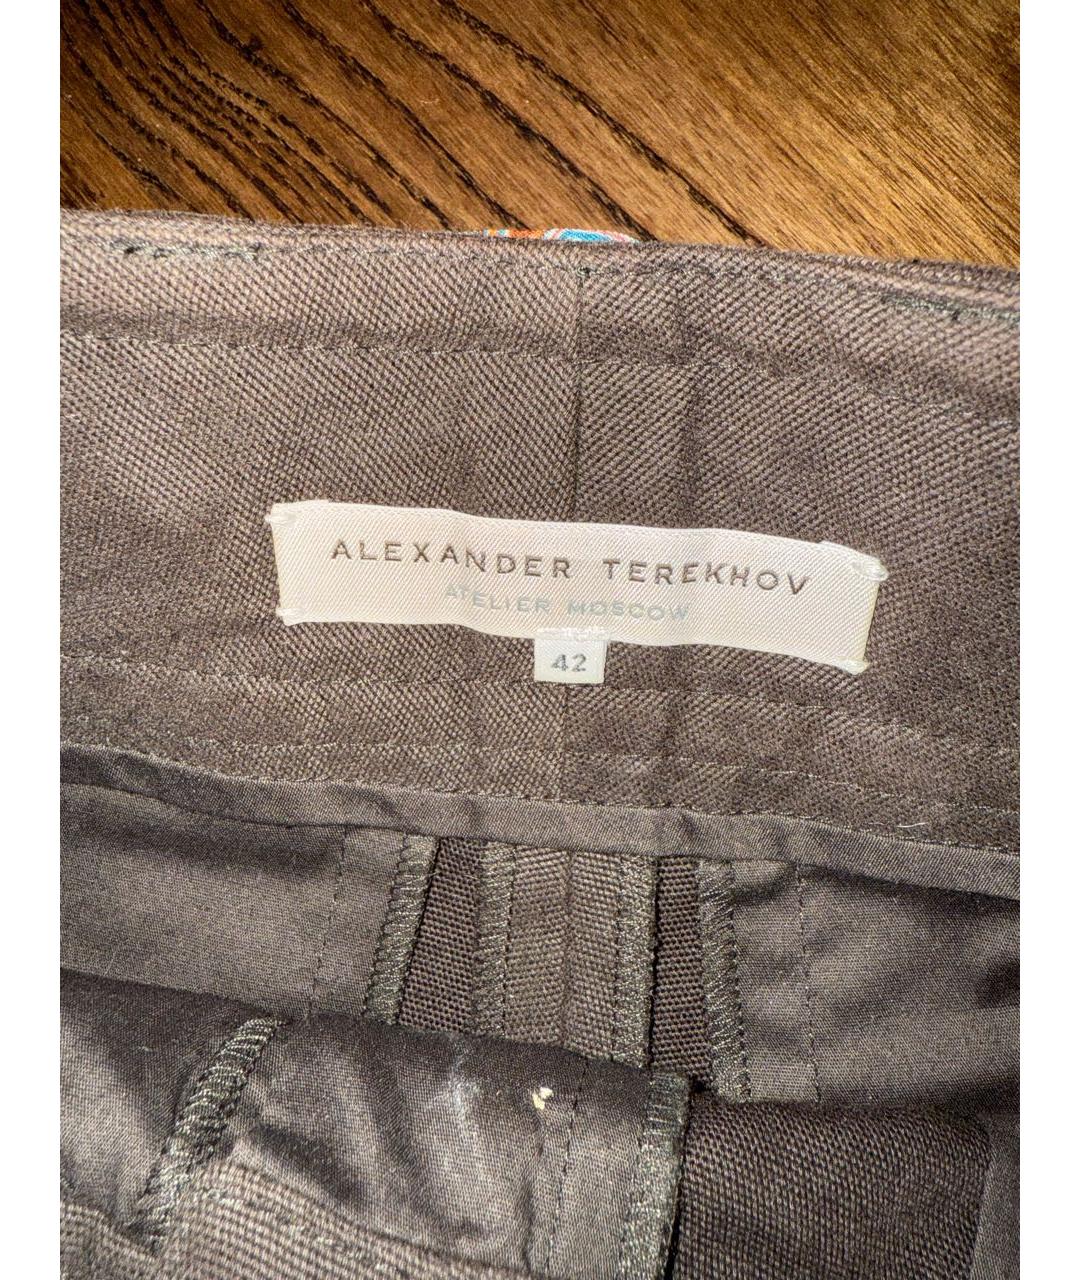 ALEXANDER TEREKHOV
ATELIER MOSCOW
42